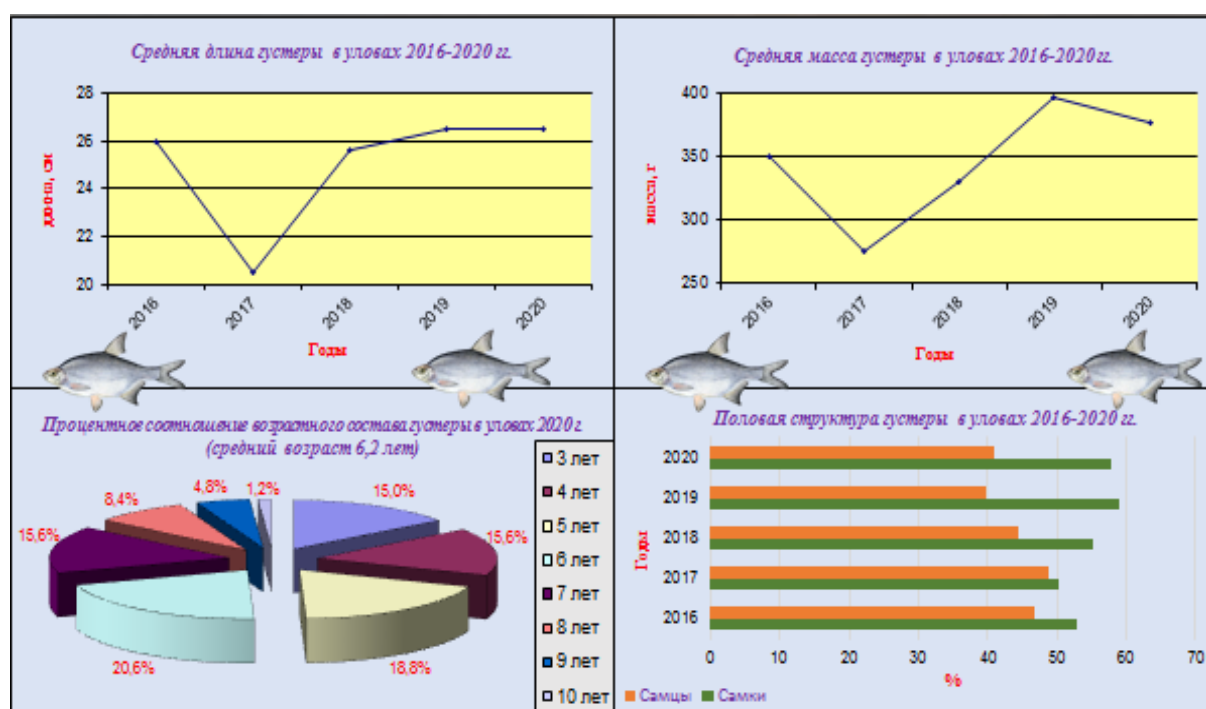 Средняя длина густеры в уловах 2016-2020 гг.
28
26
24
22
20
длина, см
2016
2017
2018
2019
2020
Годы
Средняя масса густеры в уловах 2016-2020 гг.
400
350
300
250
масса, г
2016
2017
2018
2019
2020
Годы
Процентное соотношение возрастного состава густеры в уловах 2020 г.
(средний возраст 6,2 лет)
15,0%
15,6%
18,8%
20,6%
15,6%
8,4%
4,8%
1,2%
3 лет
4 лет
5 лет
6 лет
7 лет
8 лет
9 лет
10 лет
Половая структура густеры в уловах 2016-2020 гг.
2020
2019
2018
2017
2016
Годы
0 10 20 30 40 50 60 70
%
Самцы Самки